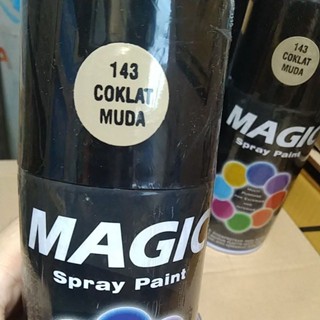 143
COKLAT
MUDA
MAGIC
Spray Paint
143
COKLAT
MUDA
MAGIC
Spray Paint